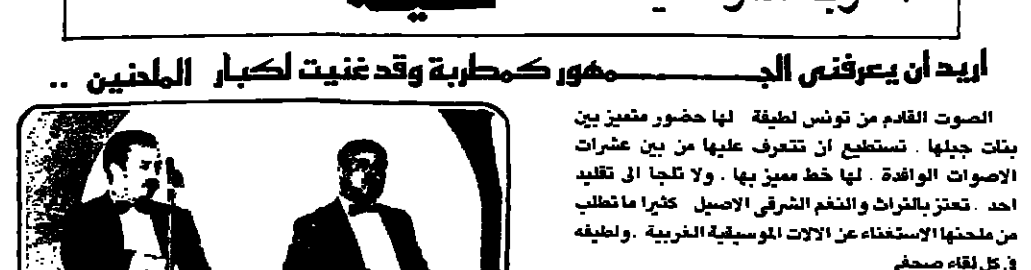 اريد ان يعرفنى الجمهور كمطربة وقد غنيت لكبار الملحنين ..
الصوت القادم من تونس لطيفة لها حضور متميز بين
بنات جيلها . تستطيع ان تتعرف عليها من بين عشرات
الاصوات الوافدة . لها خط مميز بها . ولا تلجا الى تقليد
احد . تعتز بالتراث والنغم الشرقى الاصيل كثيرا ما تطلب
من ملحنها الاستغناء عن الالات الموسيقية الغربية . ولطيفه
في كل لقاء صحفى